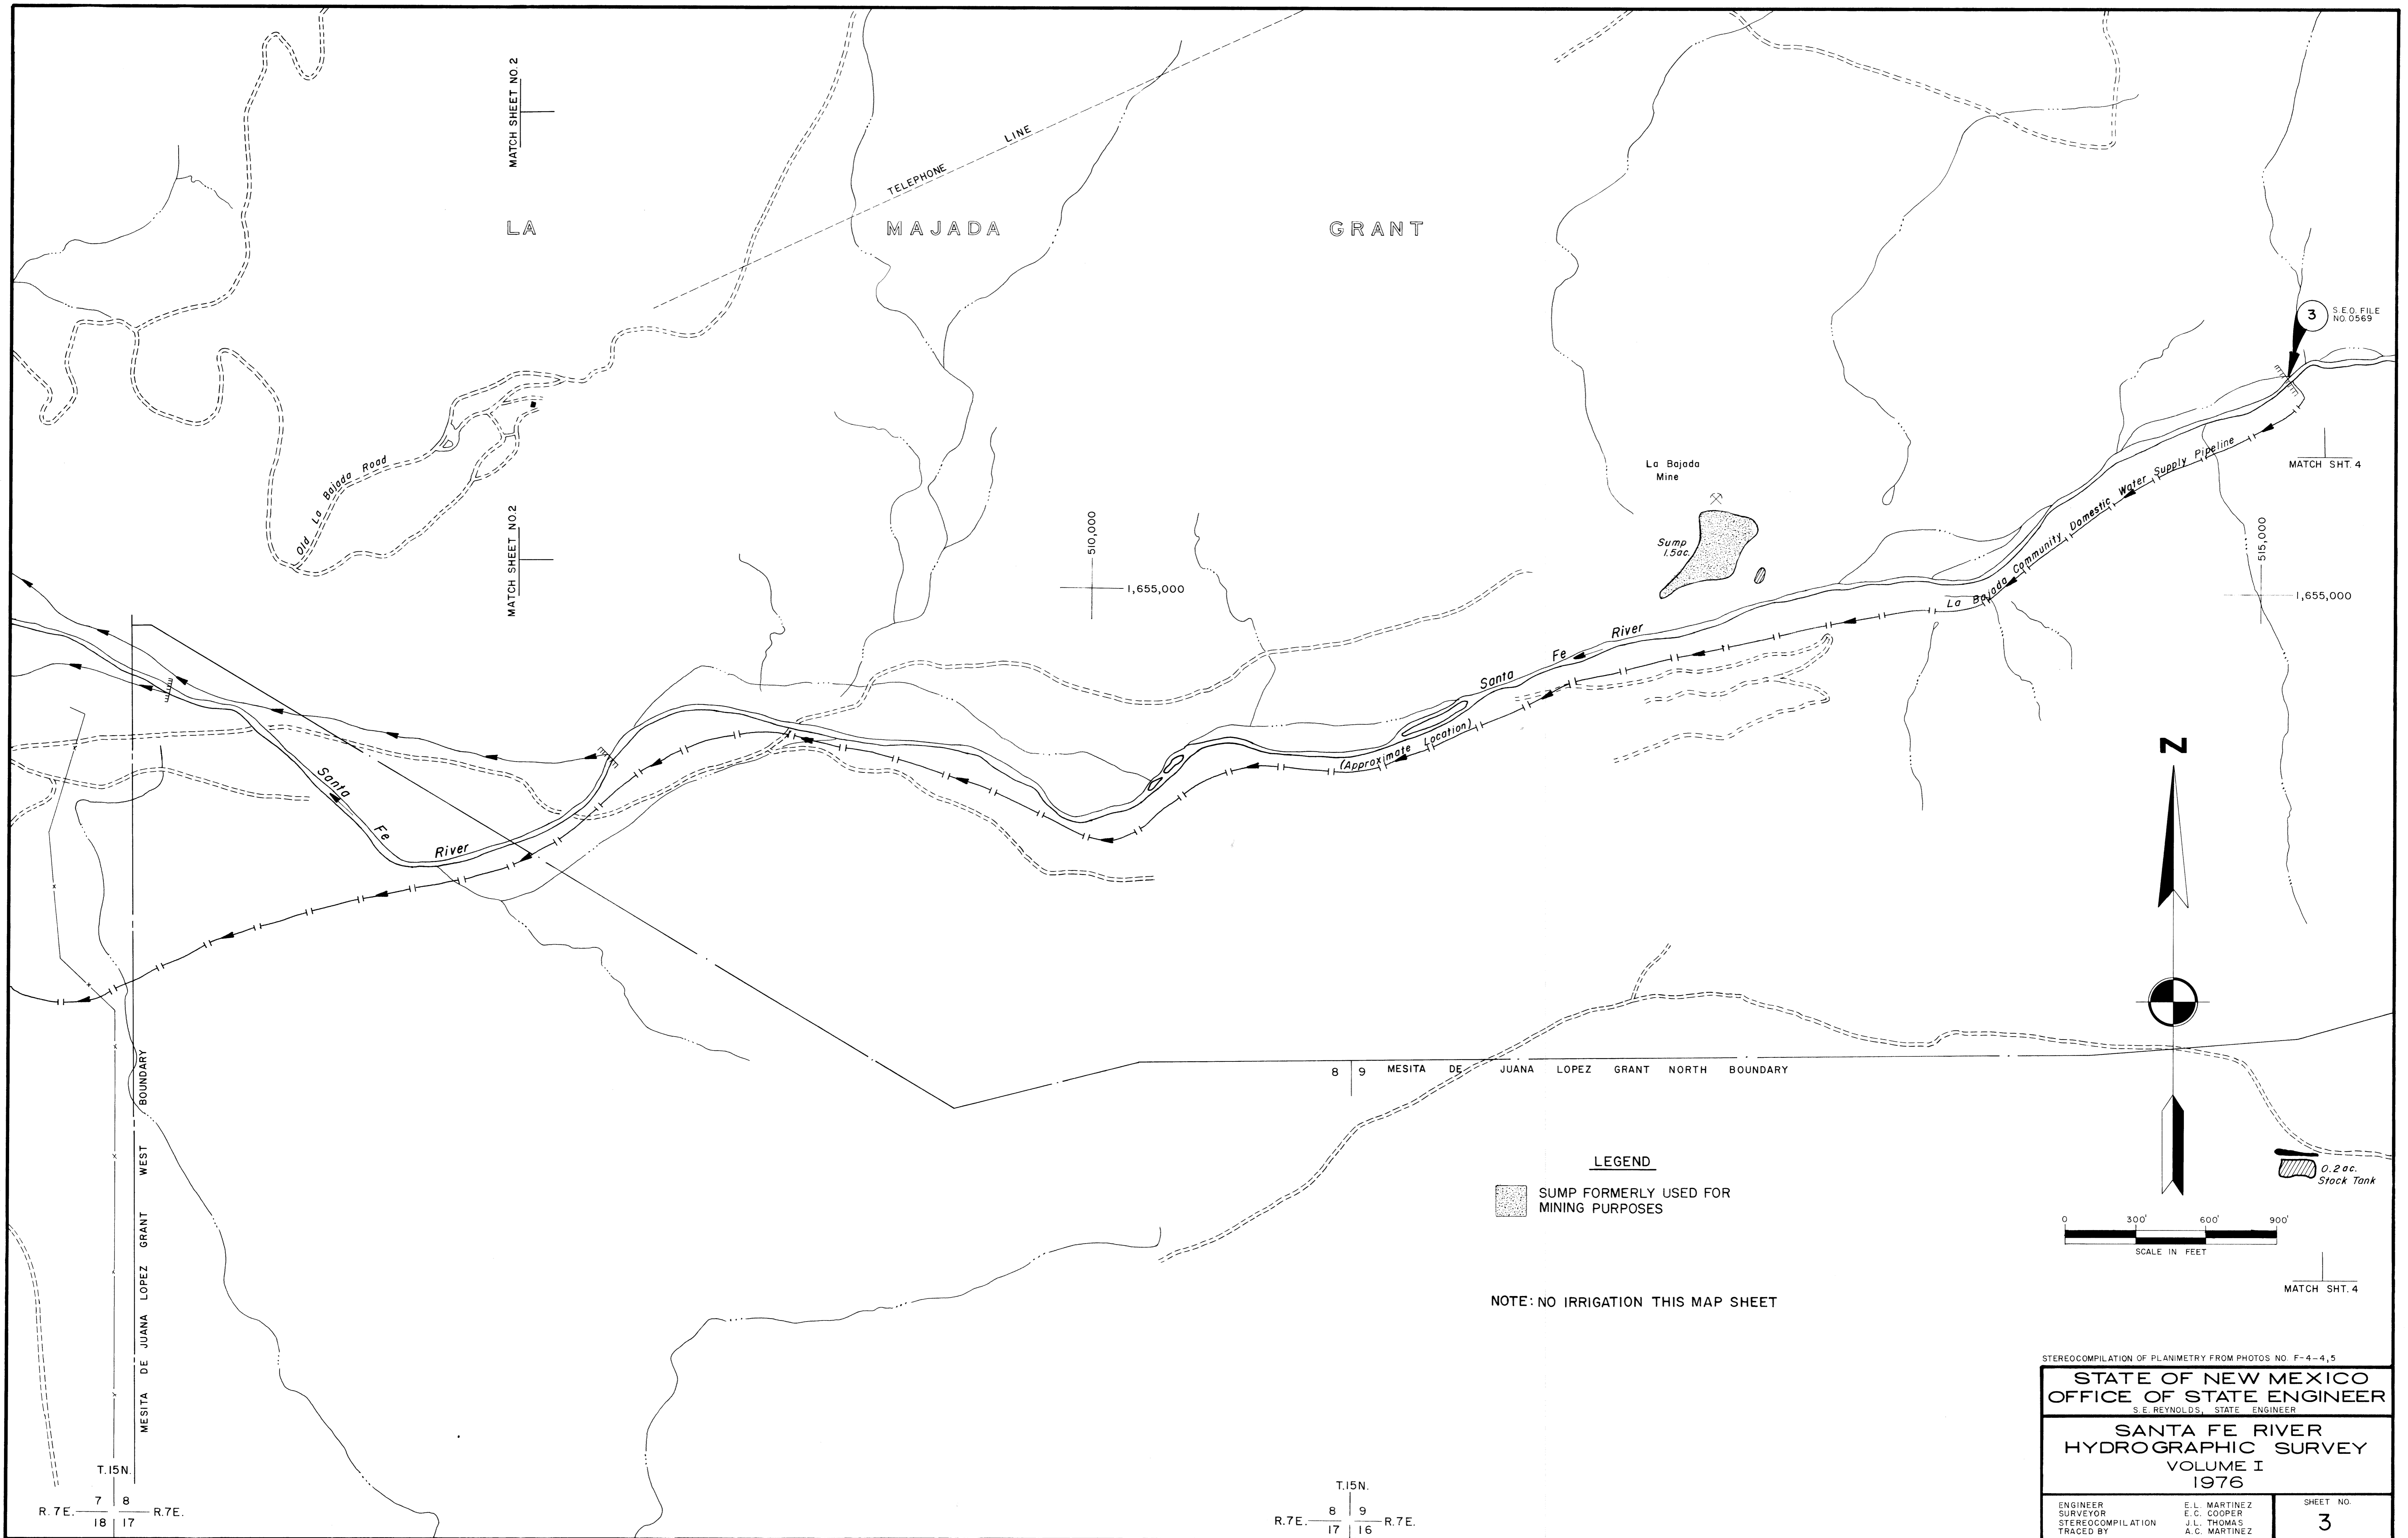 MATCH SHEET NO. 2
TELEPHONE LINE
LA MAJADA GRANT
3
S.E.O. FILE
NO. 0569
Old La Bajada Road
MATCH SHEET NO. 2
La Bajada
Mine
Sump
1.5ac.
MATCH SHT. 4
La Bajada Community Domestic Water Supply Pipeline
510,000
1,655,000
515,000
1,655,000
Santa Fe River
(Approximate Location)
Santa Fe River
N
MESITA DE JUANA LOPEZ GRANT WEST BOUNDARY
8 9
MESITA DE JUANA LOPEZ GRANT NORTH BOUNDARY
LEGEND
SUMP FORMERLY USED FOR
MINING PURPOSES
0.2 ac.
Stock Tank
0 300' 600' 900'
SCALE IN FEET
MATCH SHT. 4
NOTE: NO IRRIGATION THIS MAP SHEET
STEREOCOMPILATION OF PLANIMETRY FROM PHOTOS NO. F-4-4,5
STATE OF NEW MEXICO
OFFICE OF STATE ENGINEER
S.E. REYNOLDS, STATE ENGINEER
SANTA FE RIVER
HYDROGRAPHIC SURVEY
VOLUME I
1976
ENGINEER E.L. MARTINEZ
SURVEYOR E.C. COOPER
STEREOCOMPILATION J.L. THOMAS
TRACED BY A.C. MARTINEZ
SHEET NO.
3
T.15N.
7 8
R.7E. R.7E.
18 17
T.15N.
8 9
R.7E. R.7E.
17 16